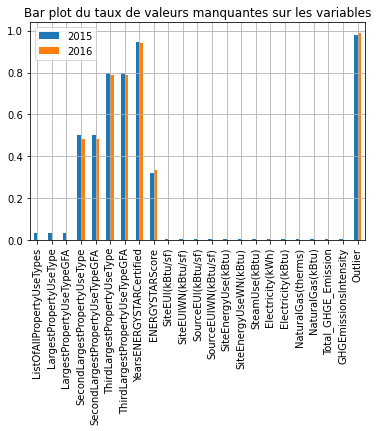 Bar plot du taux de valeurs manquantes sur les variables
2015
2016
1.0
0.8
0.6
0.4
0.2
0.0
ListOfAllPropertyUseTypes
LargestPropertyUseType
LargestPropertyUseTypeGFA
SecondLargestPropertyUseType
SecondLargestPropertyUseTypeGFA
ThirdLargestPropertyUseType
ThirdLargestPropertyUseTypeGFA
YearsENERGYSTARCertified
ENERGYSTARScore
SiteEUI(kBtu/sf)
SiteEUIWN(kBtu/sf)
SourceEUI(kBtu/sf)
SourceEUIWN(kBtu/sf)
SiteEnergyUse(kBtu)
SiteEnergyUseWN(kBtu)
SteamUse(kBtu)
Electricity(kWh)
Electricity(kBtu)
NaturalGas(therms)
NaturalGas(kBtu)
Total_GHGE_Emission
GHGEmissionsIntensity
Outlier